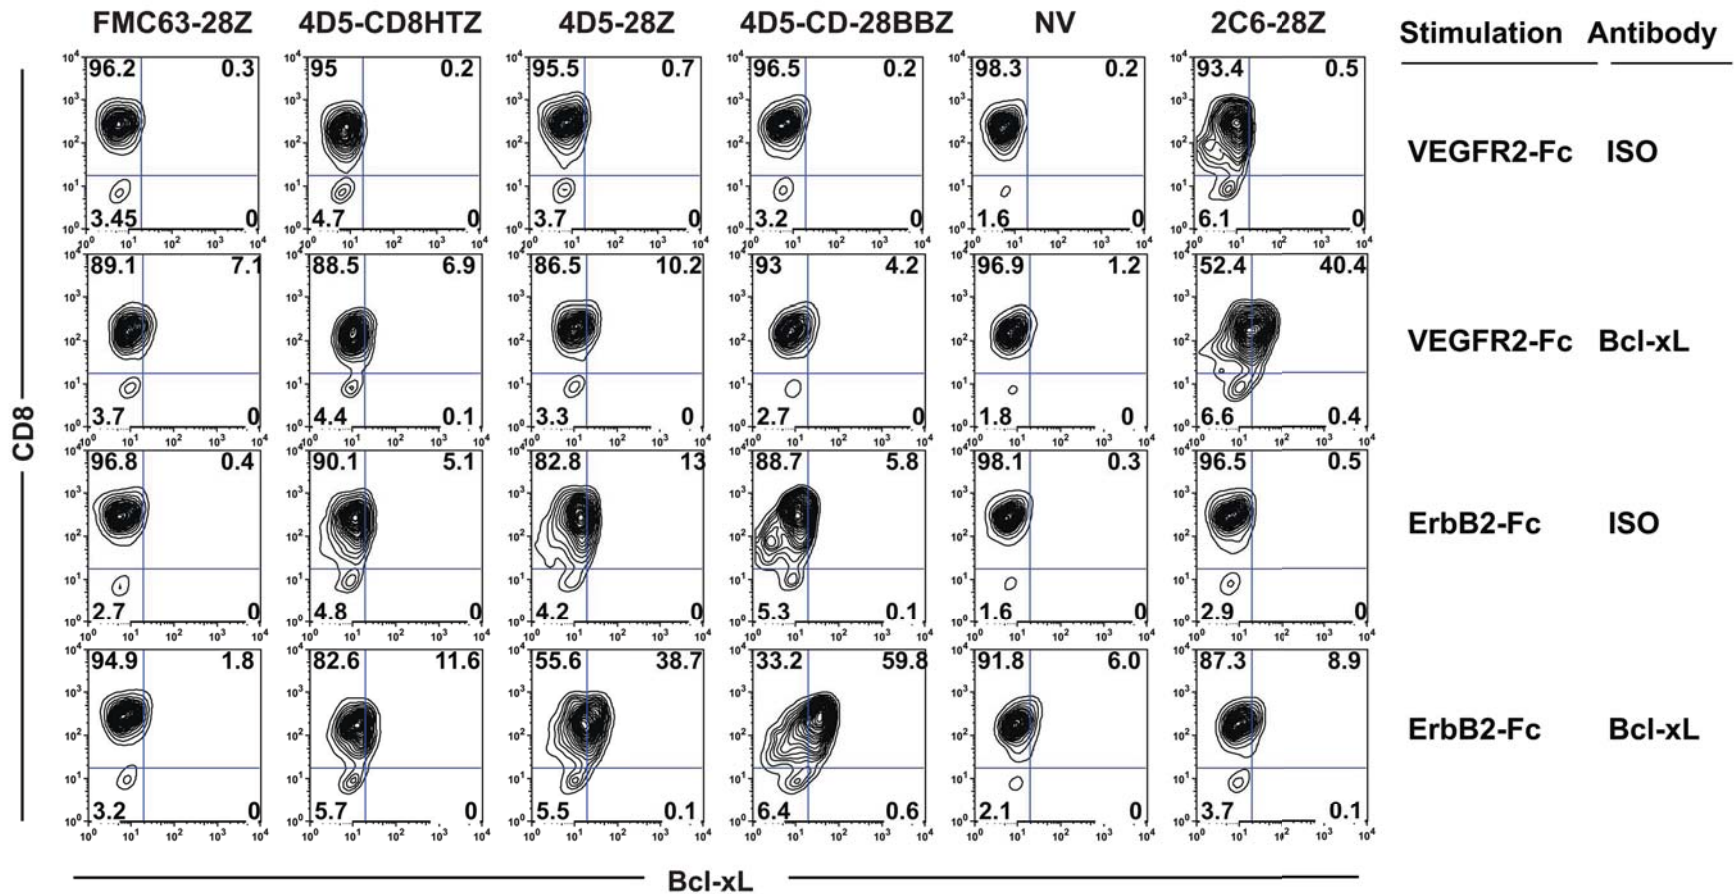 FMC63-28Z 4D5-CD8HTZ 4D5-28Z 4D5-CD-28BBZ NV 2C6-28Z Stimulation Antibody
96.2 0.3 95 0.2 95.5 0.7 96.5 0.2 98.3 0.2 93.4 0.5
VEGFR2-Fc ISO
3.45 0 4.7 0 3.7 0 3.2 0 1.6 0 6.1 0
89.1 7.1 88.5 6.9 86.5 10.2 93 4.2 96.9 1.2 52.4 40.4
VEGFR2-Fc Bcl-xL
3.7 0 4.4 0.1 3.3 0 2.7 0 1.8 0 6.6 0.4
CD8
96.8 0.4 90.1 5.1 82.8 13 88.7 5.8 98.1 0.3 96.5 0.5
ErbB2-Fc ISO
2.7 0 4.8 0 4.2 0 5.3 0.1 1.6 0 2.9 0
94.9 1.8 82.6 11.6 55.6 38.7 33.2 59.8 91.8 6.0 87.3 8.9
ErbB2-Fc Bcl-xL
3.2 0 5.7 0 5.5 0.1 6.4 0.6 2.1 0 3.7 0.1
Bcl-xL